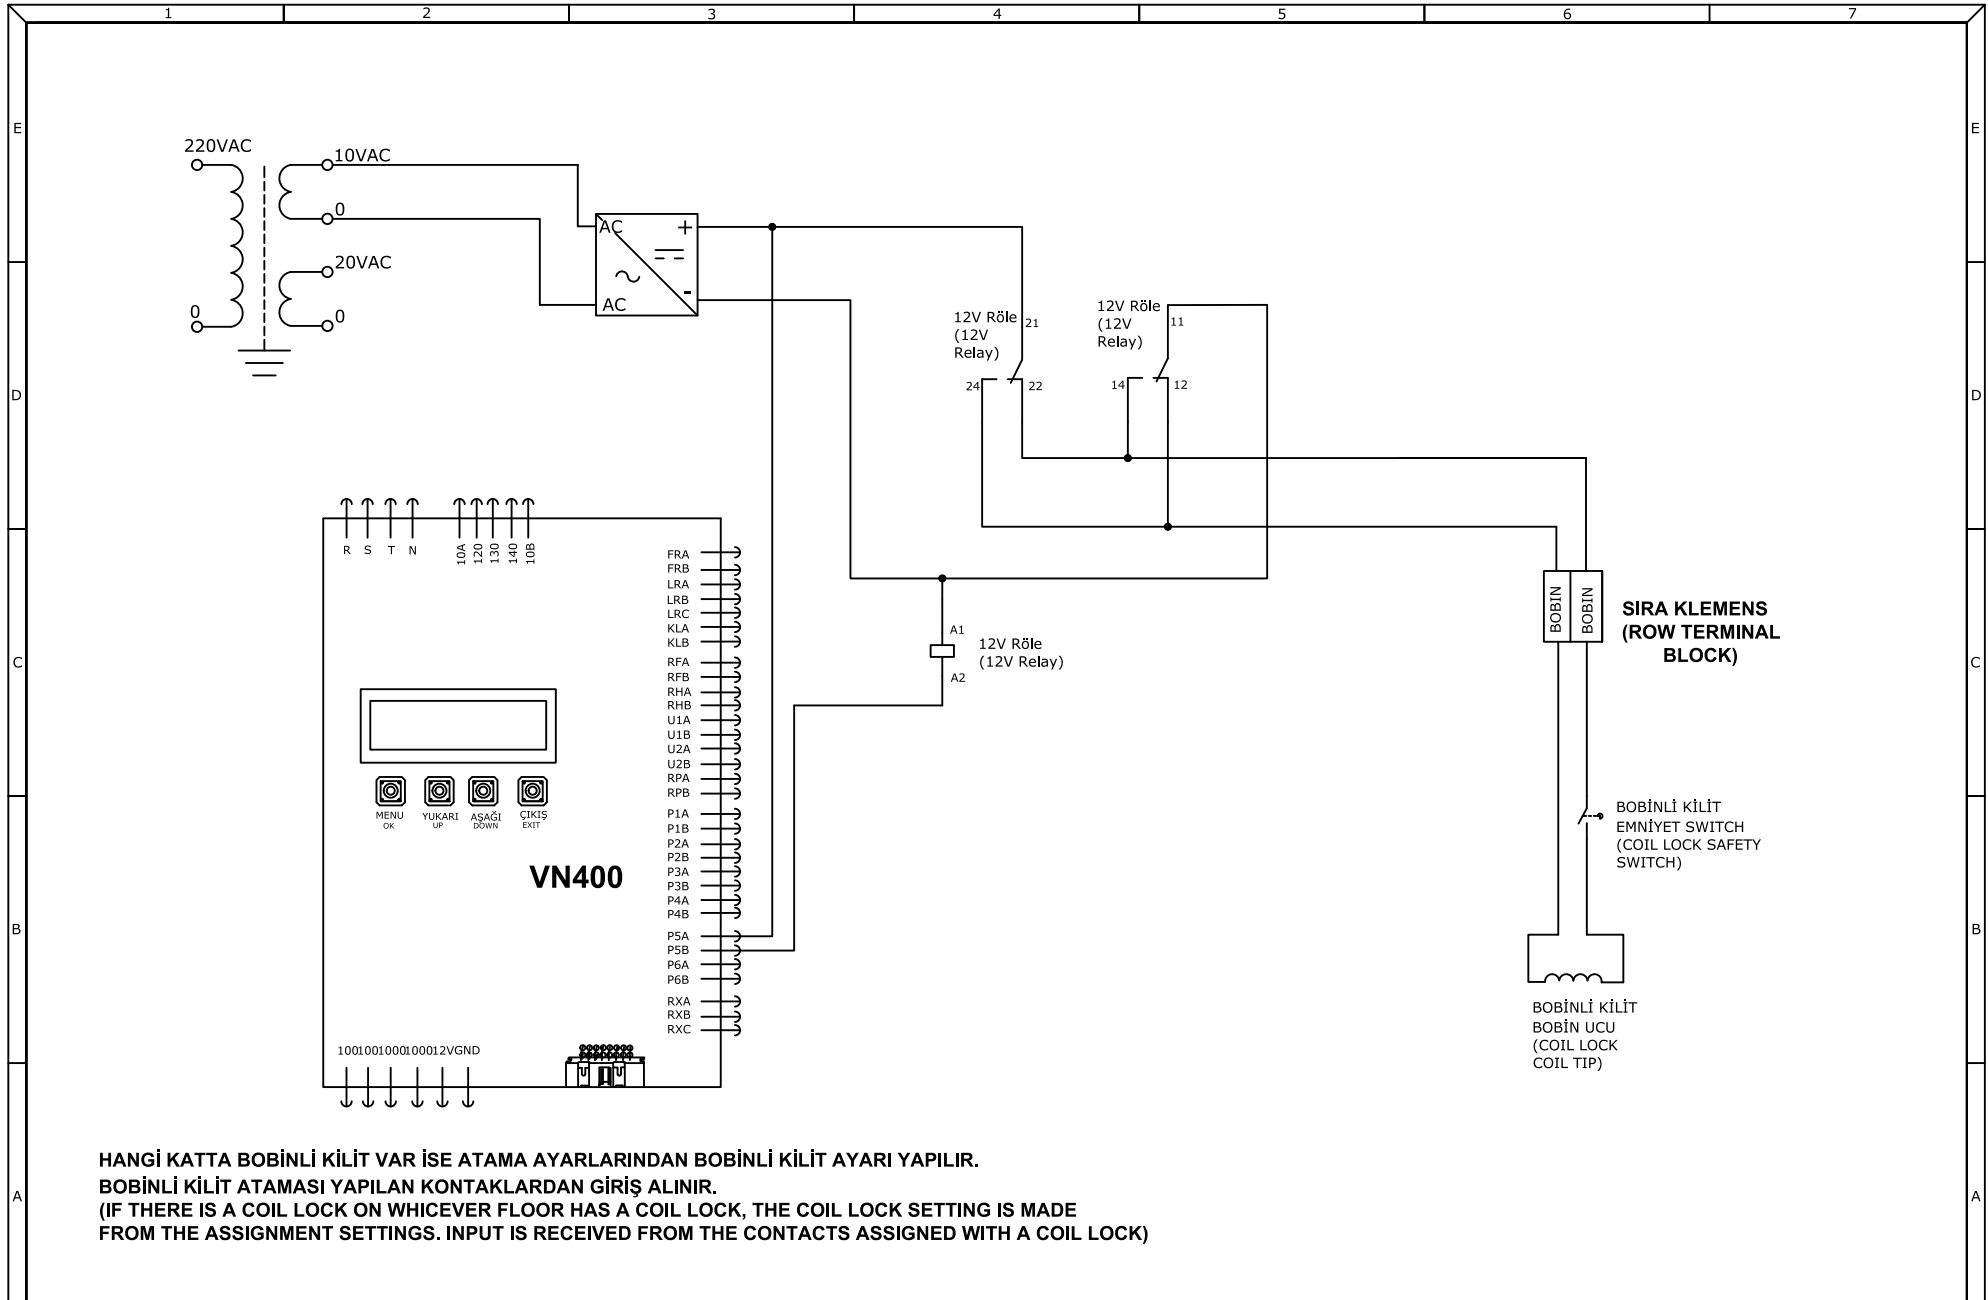 1 2 3 4 5 6 7
E E
D D
C C
B B
A A
220VAC
0
10VAC
0
20VAC
0
AC +
AC -
12V Röle
(12V
Relay)
21
24 22
12V Röle
(12V
Relay)
11
14 12
A1
A2
12V Röle
(12V Relay)
R S T N 10A 120 130 140 10B
FRA
FRB
LRA
LRB
LRC
KLA
KLB
RFA
RFB
RHA
RHB
U1A
U1B
U2A
U2B
RPA
RPB
P1A
P1B
P2A
P2B
P3A
P3B
P4A
P4B
P5A
P5B
P6A
P6B
RXA
RXB
RXC
MENU
OK
YUKARI
UP
AŞAĞI
DOWN
ÇIKIŞ
EXIT
VN400
100 100 1000 1000 12V GND
BOBIN BOBIN
SIRA KLEMENS
(ROW TERMINAL
BLOCK)
BOBİNLİ KİLİT
EMNİYET SWITCH
(COIL LOCK SAFETY
SWITCH)
BOBİNLİ KİLİT
BOBİN UCU
(COIL LOCK
COIL TIP)
HANGİ KATTA BOBİNLİ KİLİT VAR İSE ATAMA AYARLARINDAN BOBİNLİ KİLİT AYARI YAPILIR.
BOBİNLİ KİLİT ATAMASI YAPILAN KONTAKLARDAN GİRİŞ ALINIR.
(IF THERE IS A COIL LOCK ON WHICEVER FLOOR HAS A COIL LOCK, THE COIL LOCK SETTING IS MADE
FROM THE ASSIGNMENT SETTINGS. INPUT IS RECEIVED FROM THE CONTACTS ASSIGNED WITH A COIL LOCK)